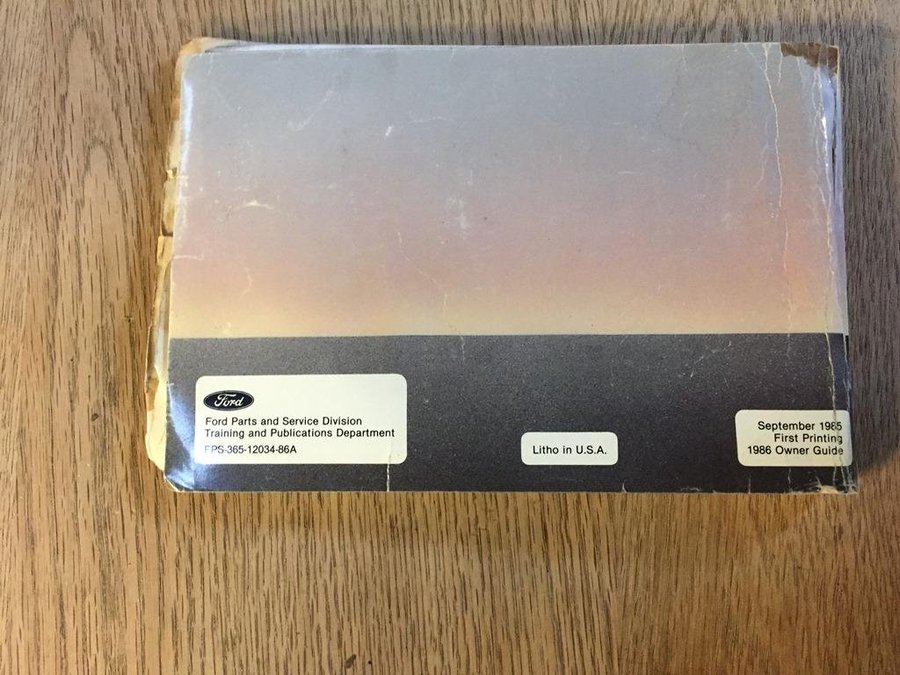 Ford
Ford Parts and Service Division
Training and Publications Department
FPS-365-12034-86A
Litho in U.S.A.
September 1985
First Printing
1986 Owner Guide